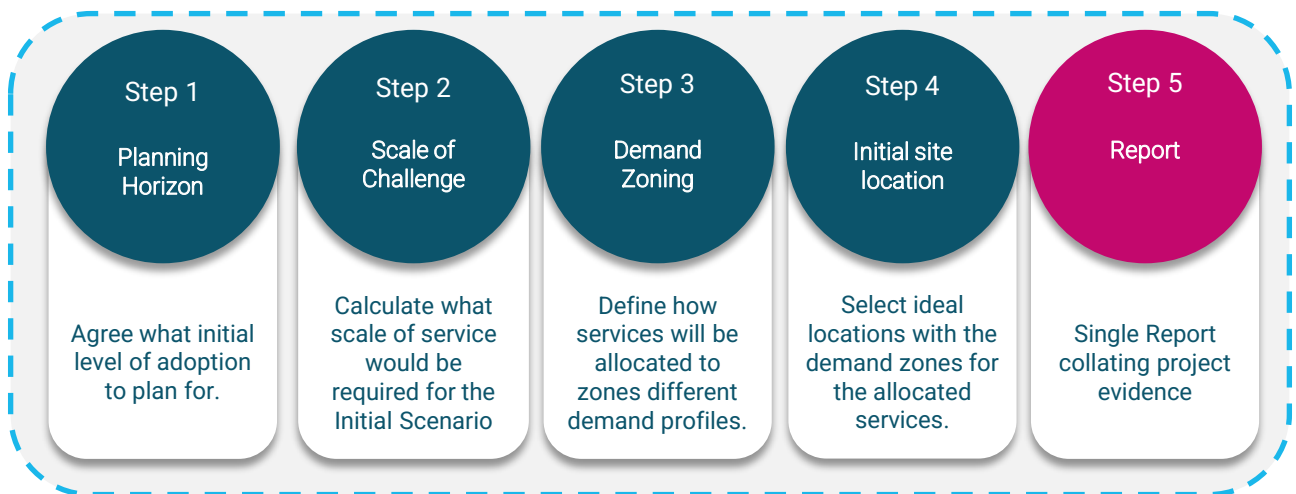 Step 1
Planning
Horizon
Agree what initial
level of adoption
to plan for.
Step 2
Scale of
Challenge
Calculate what
scale of service
would be
required for the
Initial Scenario
Step 3
Demand
Zoning
Define how
services will be
allocated to
zones different
demand profiles.
Step 4
Initial site
location
Select ideal
locations with the
demand zones for
the allocated
services.
Step 5
Report
Single Report
collating project
evidence